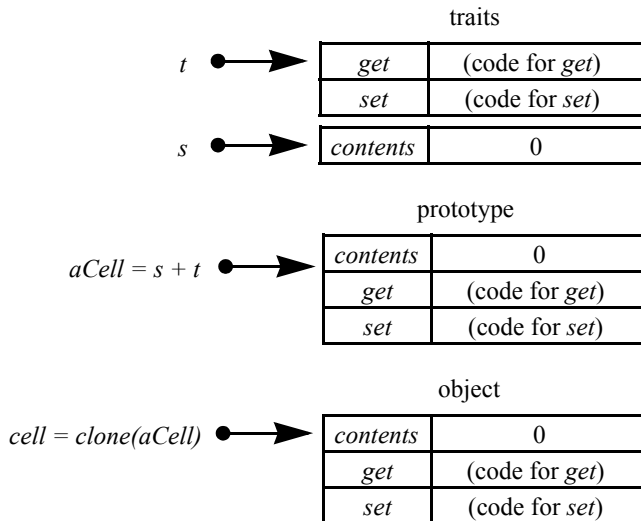 traits
t get (code for get)
set (code for set)
s contents 0
prototype
aCell = s + t contents 0
get (code for get)
set (code for set)
object
cell = clone(aCell) contents 0
get (code for get)
set (code for set)